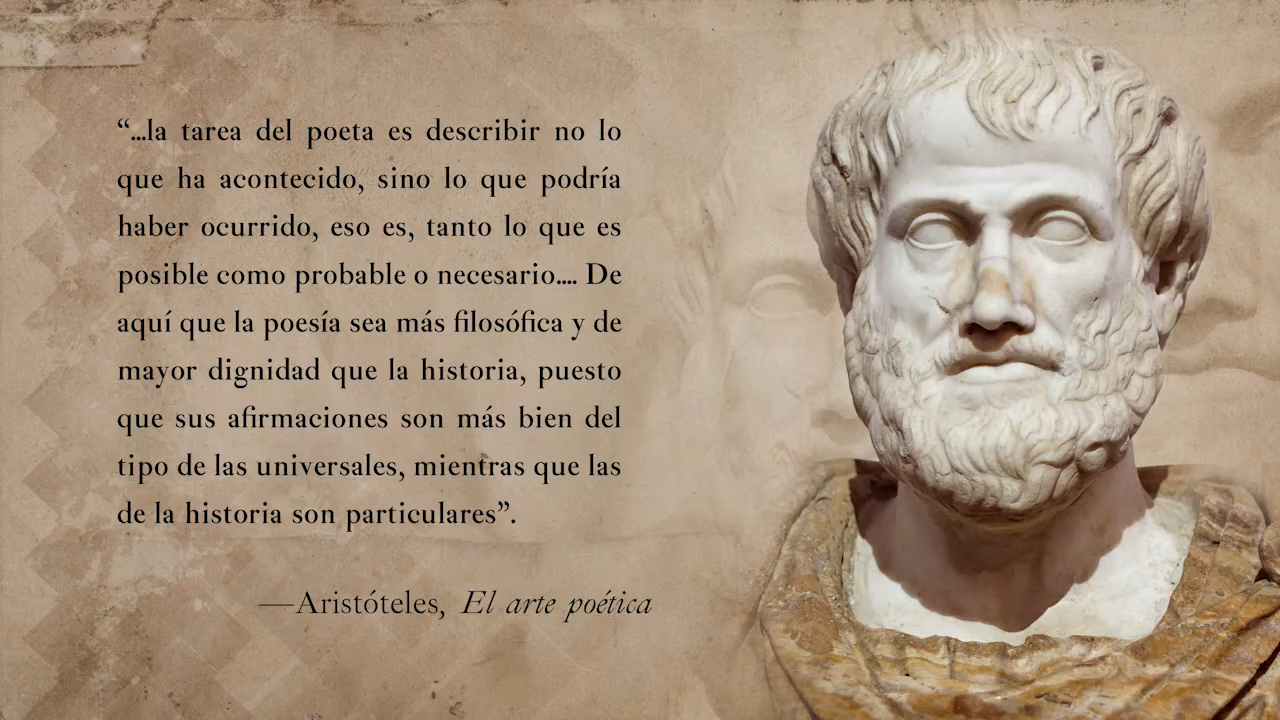 “...la tarea del poeta es describir no lo
que ha acontecido, sino lo que podría
haber ocurrido, eso es, tanto lo que es
posible como probable o necesario.... De
aquí que la poesía sea más filosófica y de
mayor dignidad que la historia, puesto
que sus afirmaciones son más bien del
tipo de las universales, mientras que las
de la historia son particulares”.
—Aristóteles, El arte poética